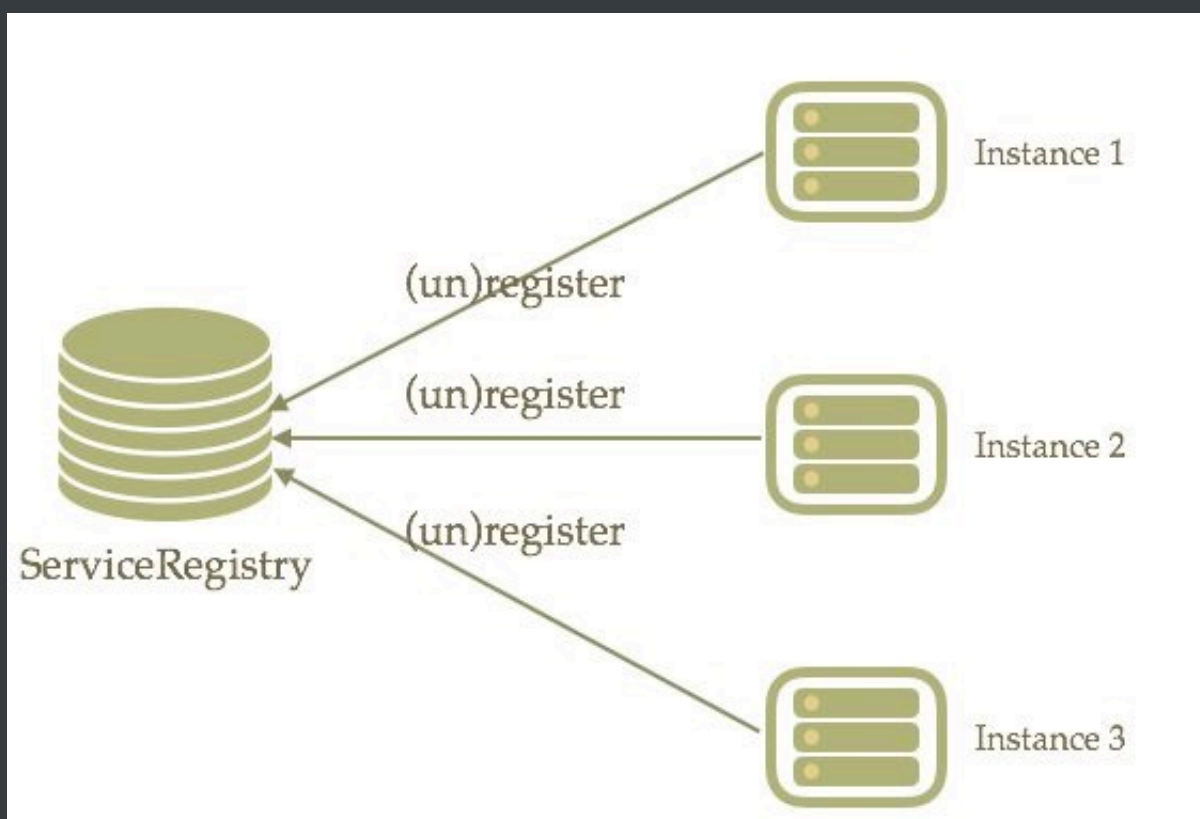 Instance 1
(un)register
(un)register
Instance 2
(un)register
ServiceRegistry
Instance 3